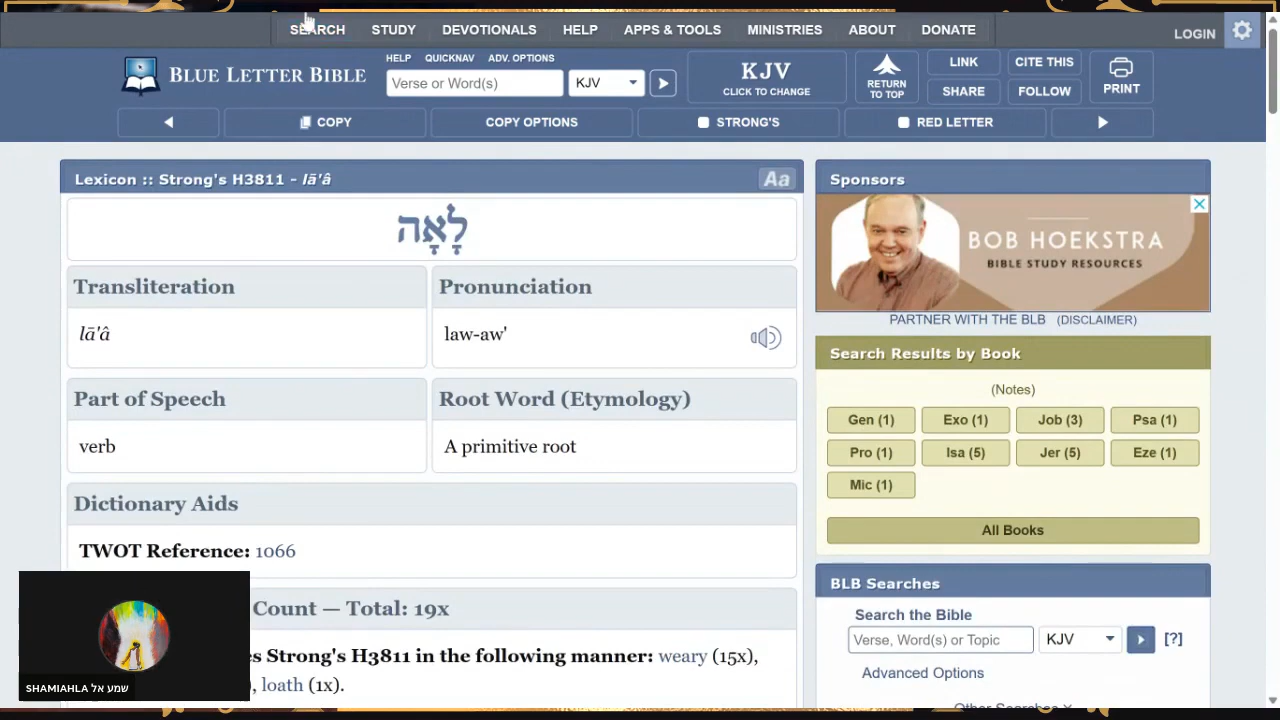 SEARCH STUDY DEVOTIONALS HELP APPS & TOOLS MINISTRIES ABOUT DONATE LOGIN
BLUE LETTER BIBLE
HELP QUICKNAV ADV. OPTIONS
Verse or Word(s) KJV
KJV
CLICK TO CHANGE
RETURN
TO TOP
LINK CITE THIS
SHARE FOLLOW
PRINT
COPY COPY OPTIONS STRONG'S RED LETTER
Lexicon :: Strong's H3811 - lā'â Aa
לָאָה
Transliteration
lā'â
Pronunciation
law-aw'
Part of Speech
verb
Root Word (Etymology)
A primitive root
Dictionary Aids
TWOT Reference: 1066
Count — Total: 19x
Strong's H3811 in the following manner: weary (15x),
, loath (1x).
SHAMIAHLA שמע אל
Sponsors
BOB HOEKSTRA
BIBLE STUDY RESOURCES
PARTNER WITH THE BLB (DISCLAIMER)
Search Results by Book
(Notes)
Gen (1) Exo (1) Job (3) Psa (1)
Pro (1) Isa (5) Jer (5) Eze (1)
Mic (1)
All Books
BLB Searches
Search the Bible
Verse, Word(s) or Topic KJV [?]
Advanced Options
Other Searches